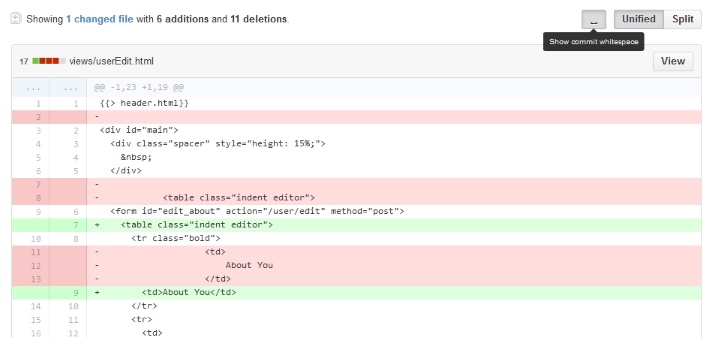 Showing 1 changed file with 6 additions and 11 deletions.
Unified Split
Show commit whitespace
17 views/userEdit.html View
... ... @@ -1,23 +1,19 @@
1 1 {{> header.html}}
2 -
3 2 <div id="main">
4 3 <div class="spacer" style="height: 15%;">
5 4 &nbsp;
6 5 </div>
7 -
8 - <table class="indent editor">
9 6 <form id="edit_about" action="/user/edit" method="post">
7 + <table class="indent editor">
10 8 <tr class="bold">
11 - <td>
12 - About You
13 - </td>
9 + <td>About You</td>
14 10 </tr>
15 11 <tr>
16 12 <td>